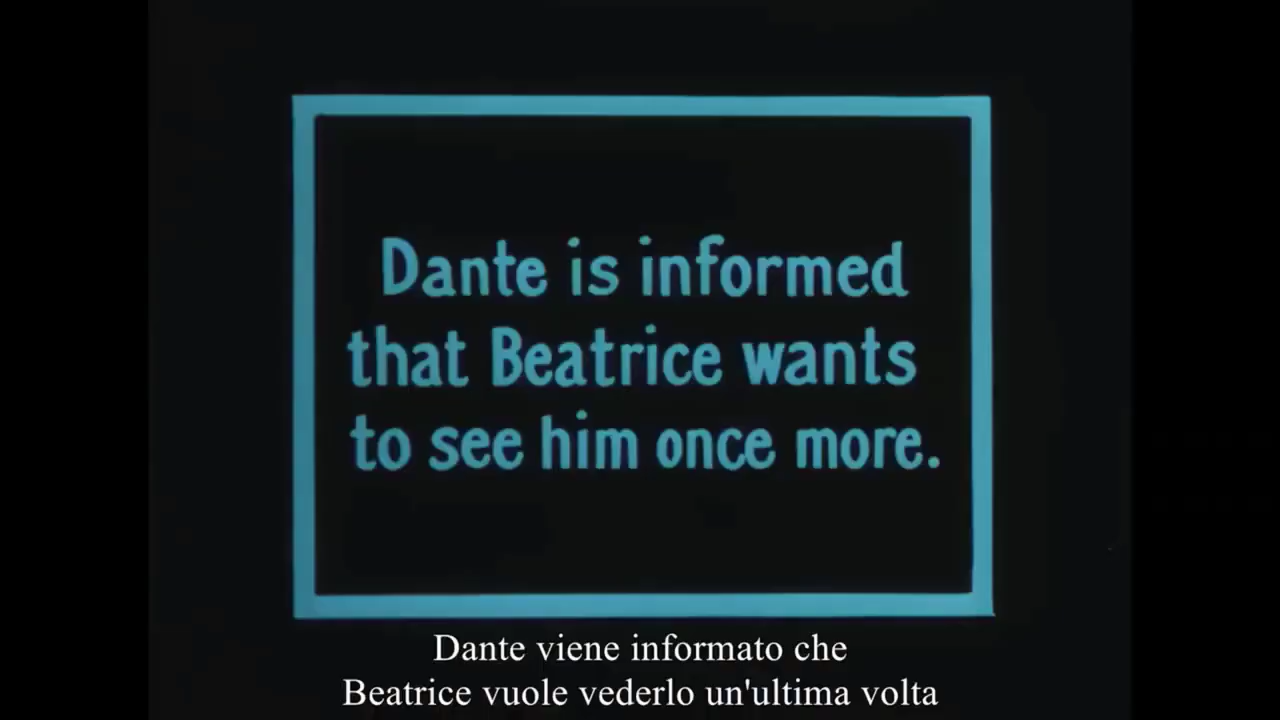 Dante is informed
that Beatrice wants
to see him once more.
Dante viene informato che
Beatrice vuole vederlo un'ultima volta